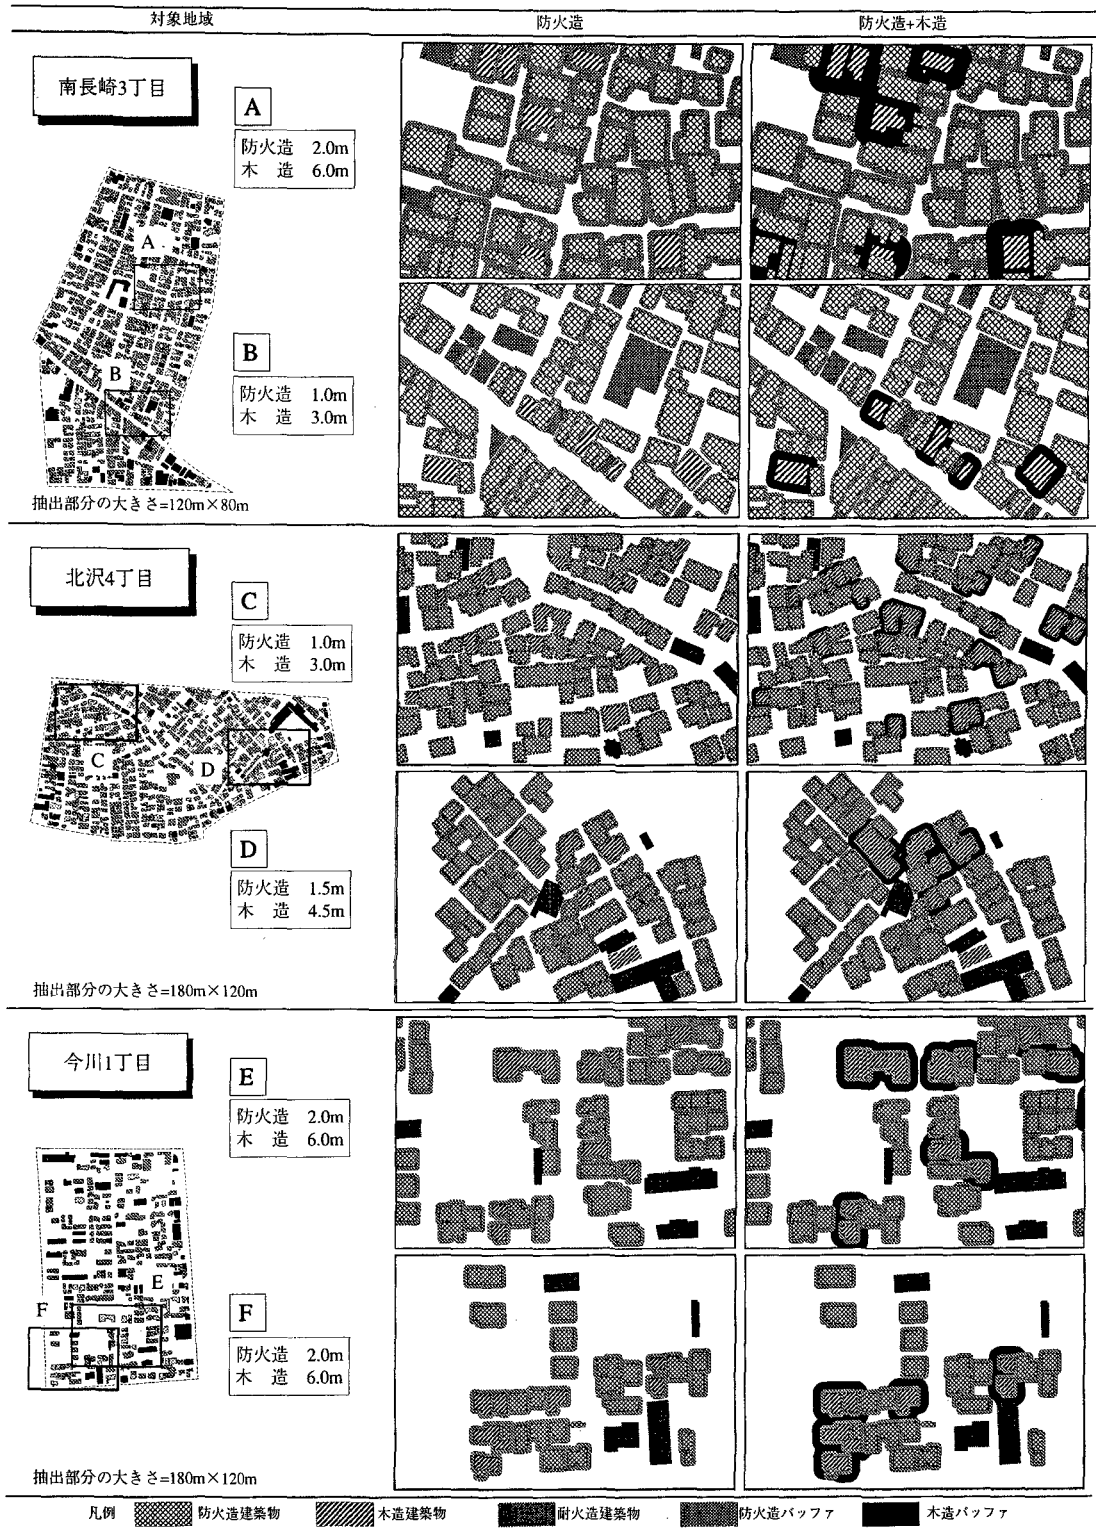 対象地域 防火造 防火造+木造
南長崎3丁目
A
防火造 2.0m
木 造 6.0m
A
B
B
防火造 1.0m
木 造 3.0m
抽出部分の大きさ=120m×80m
北沢4丁目
C
防火造 1.0m
木 造 3.0m
C
D
D
防火造 1.5m
木 造 4.5m
抽出部分の大きさ=180m×120m
今川1丁目
E
防火造 2.0m
木 造 6.0m
E
F
F
防火造 2.0m
木 造 6.0m
抽出部分の大きさ=180m×120m
凡例 防火造建築物 木造建築物 耐火造建築物 防火造バッファ 木造バッファ